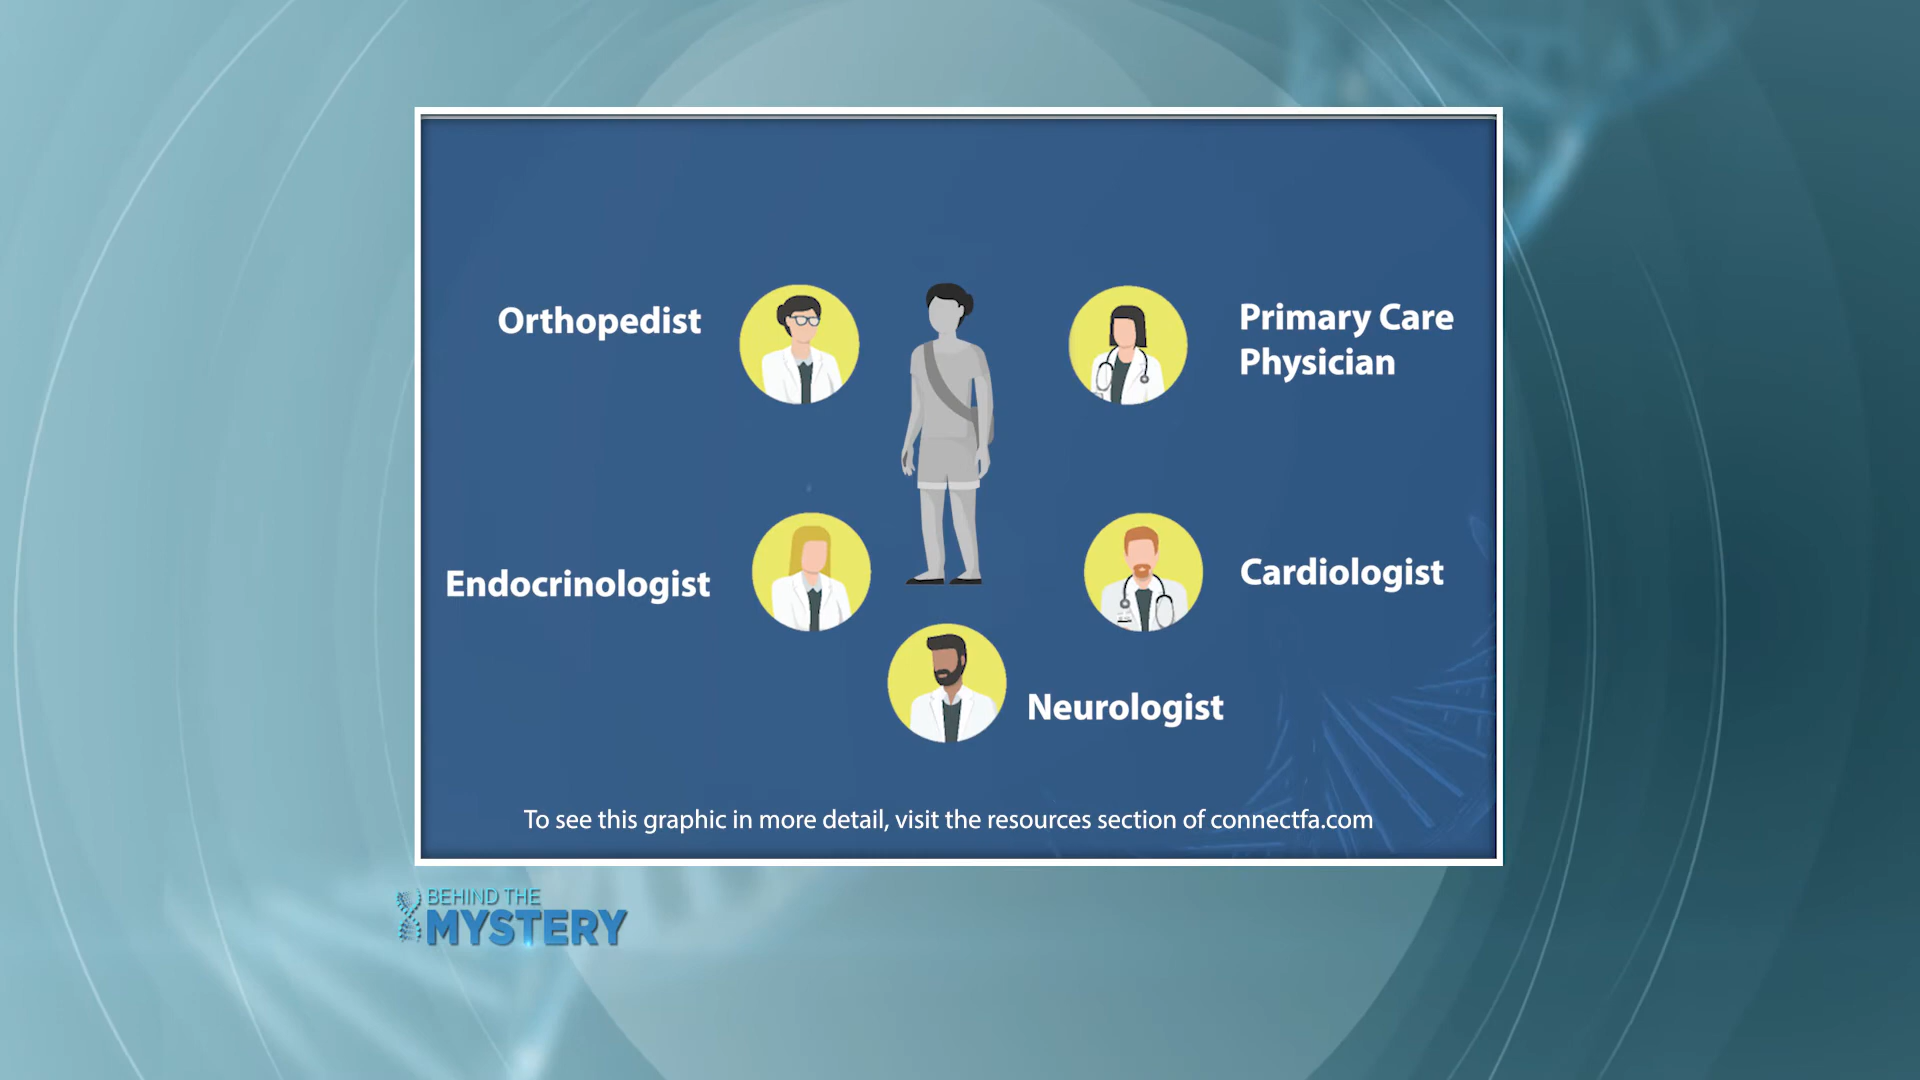 Orthopedist
Primary Care
Physician
Endocrinologist
Cardiologist
Neurologist
To see this graphic in more detail, visit the resources section of connectfa.com
BEHIND THE
MYSTERY